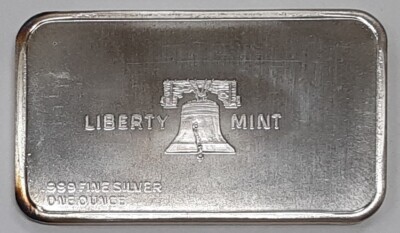 LIBERTY MINT
.999 FINE SILVER
ONE OUNCE